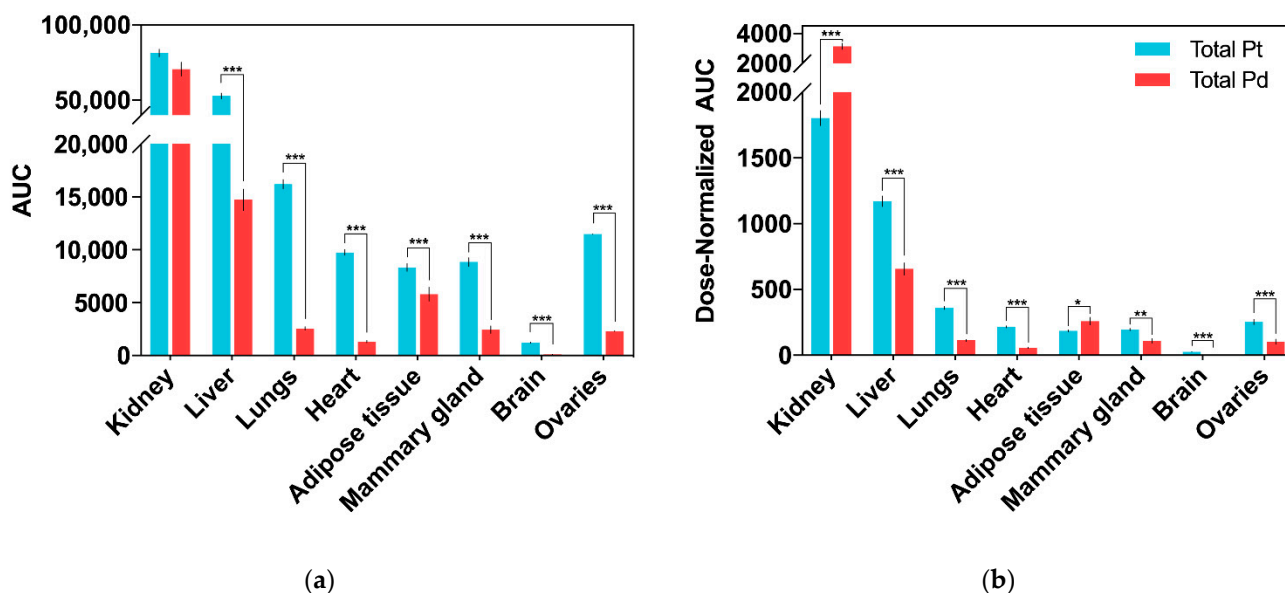 100,000
50,000
20,000
15,000
10,000
5000
0
AUC
***
***
***
***
***
***
***
Kidney
Liver
Lungs
Heart
Adipose tissue
Mammary gland
Brain
Ovaries
(a)
4000
2000
2000
1500
1000
500
0
Dose-Normalized AUC
***
***
***
***
*
**
***
***
Total Pt
Total Pd
Kidney
Liver
Lungs
Heart
Adipose tissue
Mammary gland
Brain
Ovaries
(b)